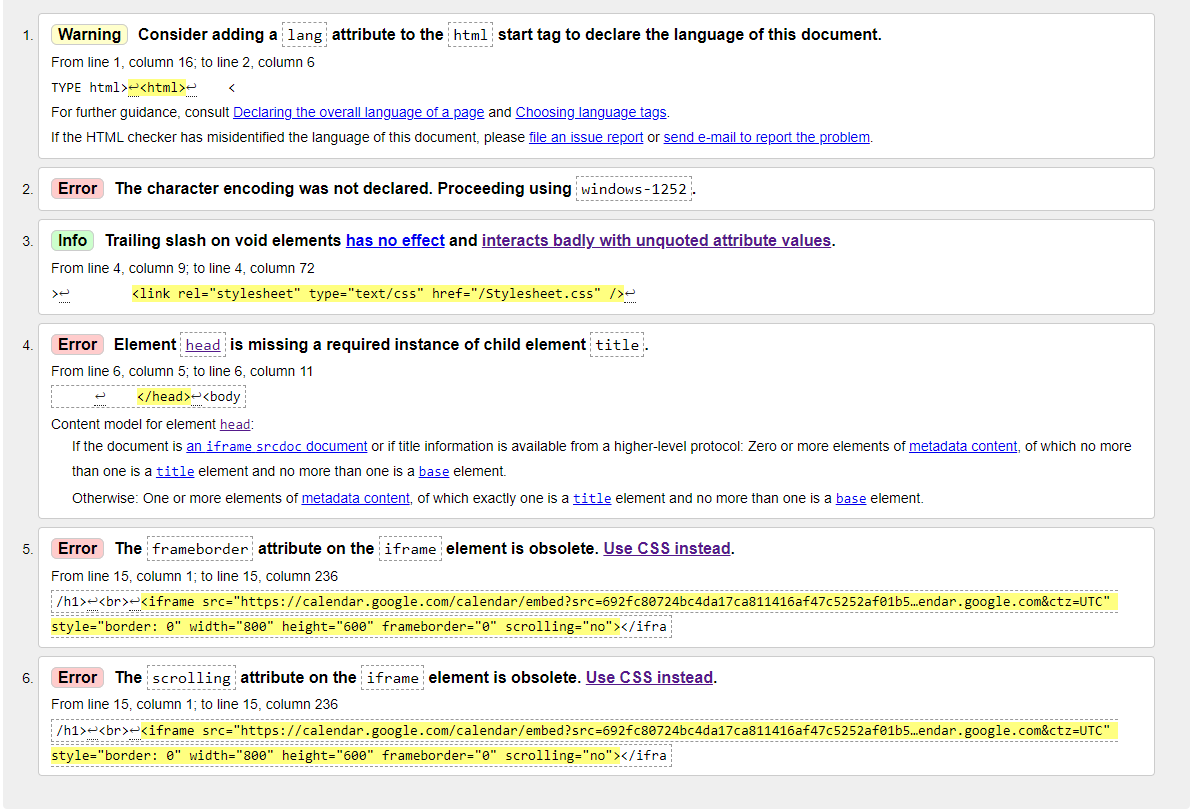 1. Warning Consider adding a lang attribute to the html start tag to declare the language of this document.
From line 1, column 16; to line 2, column 6
TYPE html>↩<html>↩    <
For further guidance, consult Declaring the overall language of a page and Choosing language tags.
If the HTML checker has misidentified the language of this document, please file an issue report or send e-mail to report the problem.
2. Error The character encoding was not declared. Proceeding using windows-1252.
3. Info Trailing slash on void elements has no effect and interacts badly with unquoted attribute values.
From line 4, column 9; to line 4, column 72
>↩        <link rel="stylesheet" type="text/css" href="/Stylesheet.css" />↩
4. Error Element head is missing a required instance of child element title.
From line 6, column 5; to line 6, column 11
↩    </head>↩<body
Content model for element head:
If the document is an iframe srcdoc document or if title information is available from a higher-level protocol: Zero or more elements of metadata content, of which no more
than one is a title element and no more than one is a base element.
Otherwise: One or more elements of metadata content, of which exactly one is a title element and no more than one is a base element.
5. Error The frameborder attribute on the iframe element is obsolete. Use CSS instead.
From line 15, column 1; to line 15, column 236
/h1>↩<br>↩<iframe src="https://calendar.google.com/calendar/embed?src=692fc80724bc4da17ca811416af47c5252af01b5…endar.google.com&ctz=UTC"
style="border: 0" width="800" height="600" frameborder="0" scrolling="no"></ifra
6. Error The scrolling attribute on the iframe element is obsolete. Use CSS instead.
From line 15, column 1; to line 15, column 236
/h1>↩<br>↩<iframe src="https://calendar.google.com/calendar/embed?src=692fc80724bc4da17ca811416af47c5252af01b5…endar.google.com&ctz=UTC"
style="border: 0" width="800" height="600" frameborder="0" scrolling="no"></ifra